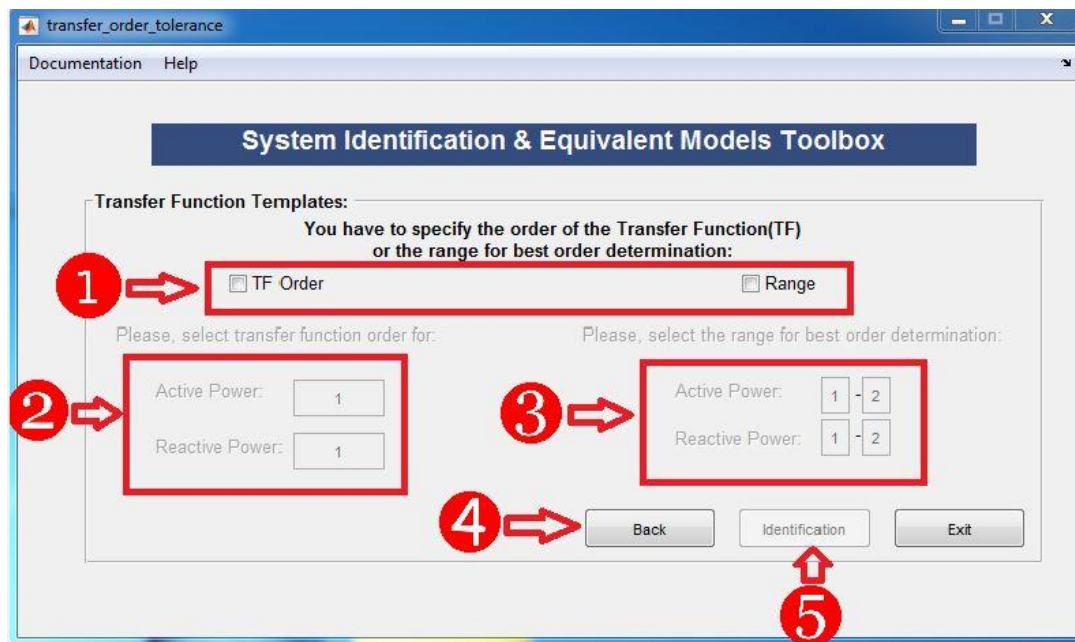 transfer_order_tolerance
Documentation Help
System Identification & Equivalent Models Toolbox
Transfer Function Templates:
You have to specify the order of the Transfer Function(TF)
or the range for best order determination:
1
TF Order Range
Please, select transfer function order for: Please, select the range for best order determination:
2
Active Power: 1
Reactive Power: 1
3
Active Power: 1 - 2
Reactive Power: 1 - 2
4
Back Identification Exit
5